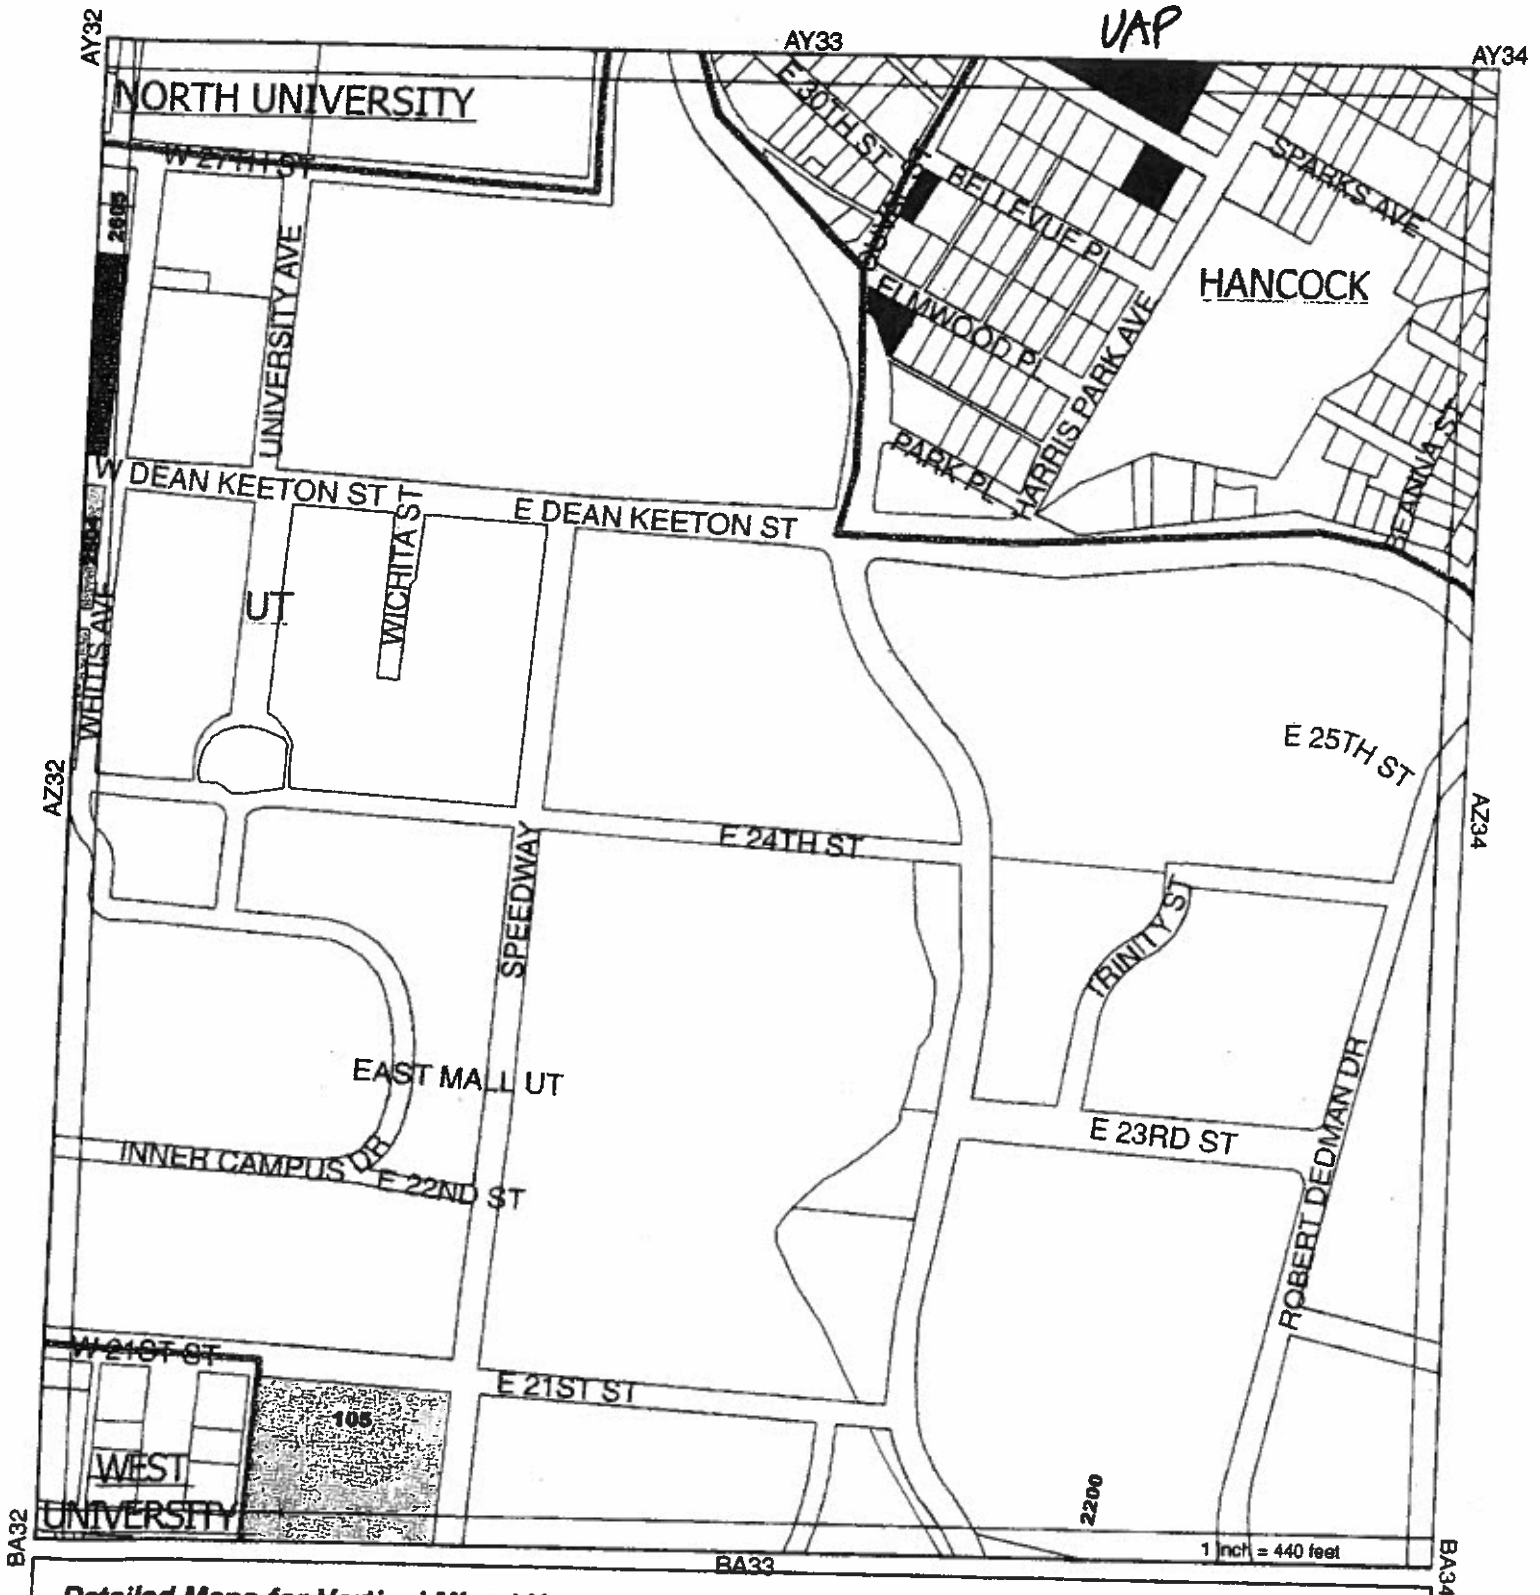 UAP
AY32
AY33
AY34
NORTH UNIVERSITY
W 27TH ST
E 30TH ST
SPARKS AVE
BELLEVUE PL
2605
UNIVERSITY AVE
HANCOCK
ELMWOOD PL
HARRIS PARK AVE
PARK PL
BEANNA ST
W DEAN KEETON ST
E DEAN KEETON ST
WICHITA ST
UT
WHITIS AVE
E 25TH ST
AZ32
AZ34
E 24TH ST
SPEEDWAY
TRINITY ST
EAST MALL UT
E 23RD ST
INNER CAMPUS DR
E 22ND ST
ROBERT DEDMAN DR
W 21ST ST
E 21ST ST
105
WEST
UNIVERSITY
2200
1 inch = 440 feet
BA32
BA33
BA34